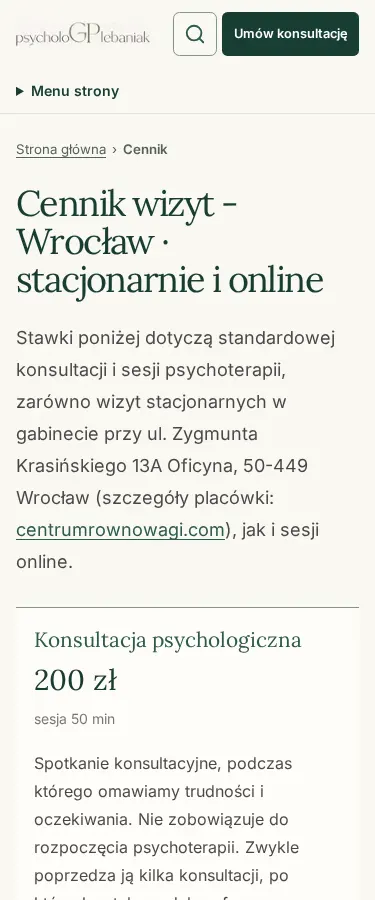 psycholoGPlebaniak
Umów konsultację
Menu strony
Strona główna › Cennik
Cennik wizyt -
Wrocław ·
stacjonarnie i online
Stawki poniżej dotyczą standardowej
konsultacji i sesji psychoterapii,
zarówno wizyt stacjonarnych w
gabinecie przy ul. Zygmunta
Krasińskiego 13A Oficyna, 50-449
Wrocław (szczegóły placówki:
centrumrownowagi.com), jak i sesji
online.
Konsultacja psychologiczna
200 zł
sesja 50 min
Spotkanie konsultacyjne, podczas
którego omawiamy trudności i
oczekiwania. Nie zobowiązuje do
rozpoczęcia psychoterapii. Zwykle
poprzedza ją kilka konsultacji, po